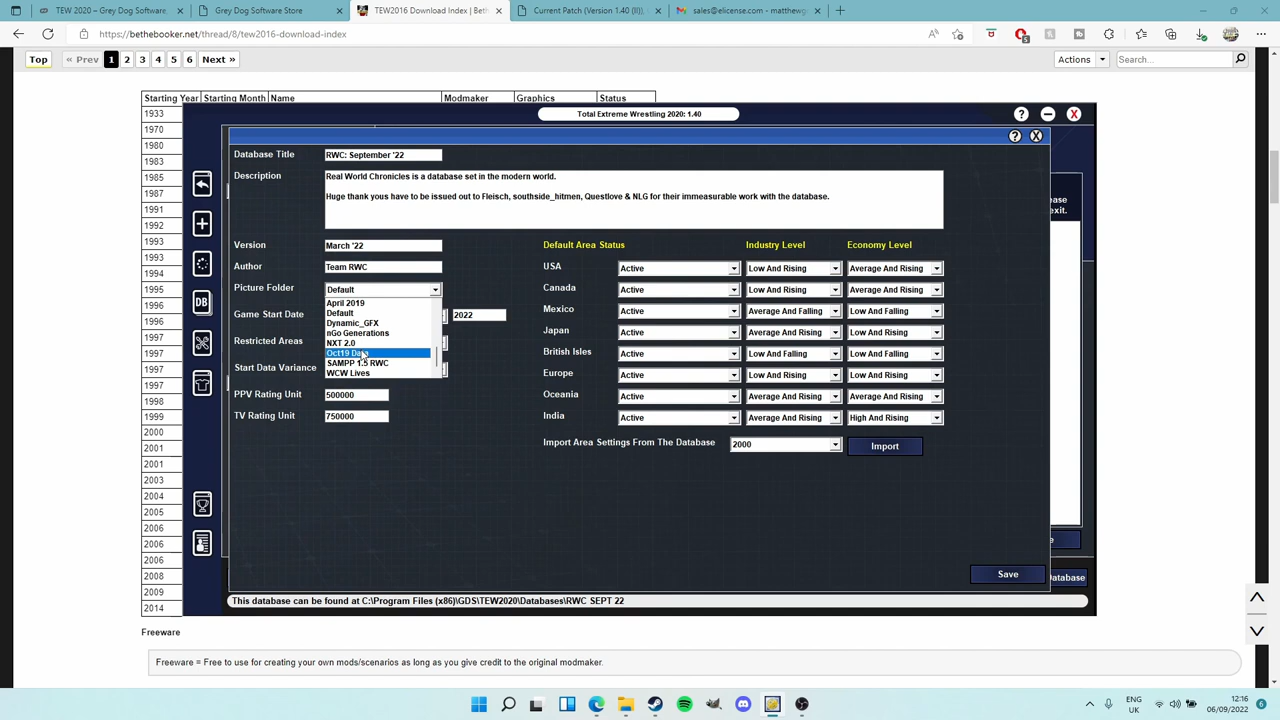 TEW 2020 – Grey Dog Software,
Grey Dog Software Store
TEW2016 Download Index | Beth
Current Patch (Version 1.40 (II)),
sales@elicense.com - matthewg
https://bethebooker.net/thread/8/tew2016-download-index
Top
« Prev
1
2
3
4
5
6
Next »
Actions
Search...
Starting Year
Starting Month
Name
Modmaker
Graphics
Status
1933
1970
1980
1983
1985
1987
1991
1992
1993
1994
1995
1996
1996
1997
1997
1997
1998
1999
2000
2001
2001
2003
2004
2005
2006
2006
2006
2008
2009
2014
Total Extreme Wrestling 2020: 1.40
Database Title
RWC: September '22
Description
Real World Chronicles is a database set in the modern world.
Huge thank yous have to be issued out to Fleisch, southside_hitmen, Questlove & NLG for their immeasurable work with the database.
Version
March '22
Author
Team RWC
Picture Folder
Default
April 2019
Default
Dynamic_GFX
nGo Generations
NXT 2.0
Oct19 Data
SAMPP 1.5 RWC
WCW Lives
Game Start Date
2022
Restricted Areas
Start Data Variance
PPV Rating Unit
500000
TV Rating Unit
750000
Default Area Status
Industry Level
Economy Level
USA
Active
Low And Rising
Average And Rising
Canada
Active
Low And Rising
Average And Rising
Mexico
Active
Average And Falling
Low And Falling
Japan
Active
Average And Rising
Low And Rising
British Isles
Active
Low And Falling
Low And Falling
Europe
Active
Low And Rising
Low And Rising
Oceania
Active
Average And Rising
Average And Rising
India
Active
Average And Rising
High And Rising
Import Area Settings From The Database
2000
Import
Save
ase
exit.
e
Database
DB
This database can be found at C:\Program Files (x86)\GDS\TEW2020\Databases\RWC SEPT 22
Freeware
Freeware = Free to use for creating your own mods/scenarios as long as you give credit to the original modmaker.
ENG
UK
12:16
06/09/2022